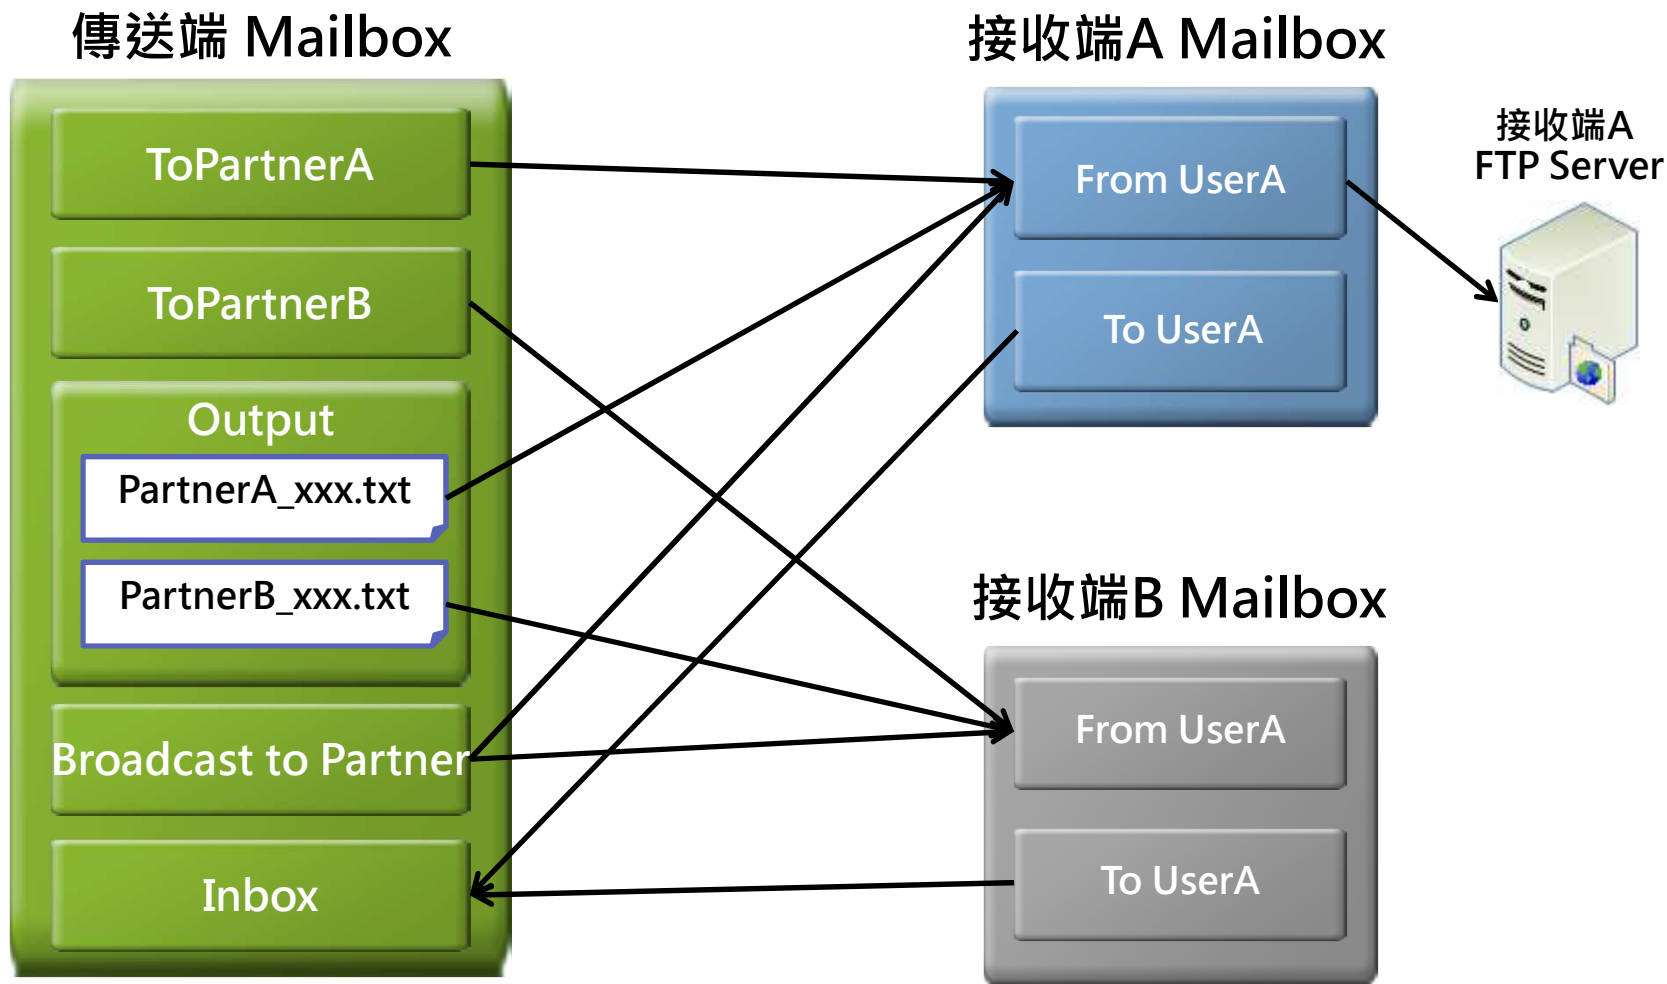 傳送端 Mailbox
ToPartnerA
ToPartnerB
Output
PartnerA_xxx.txt
PartnerB_xxx.txt
Broadcast to Partner
Inbox
接收端A Mailbox
From UserA
To UserA
接收端A
FTP Server
接收端B Mailbox
From UserA
To UserA